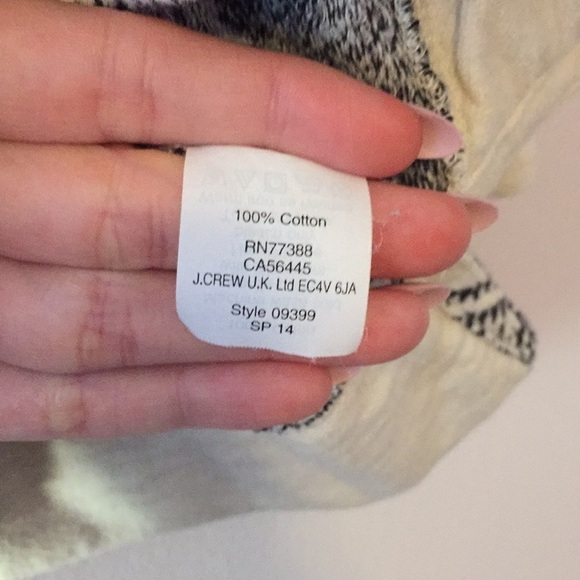 100% Cotton
RN77388
CA56445
J.CREW U.K. Ltd EC4V 6JA
Style 09399
SP 14